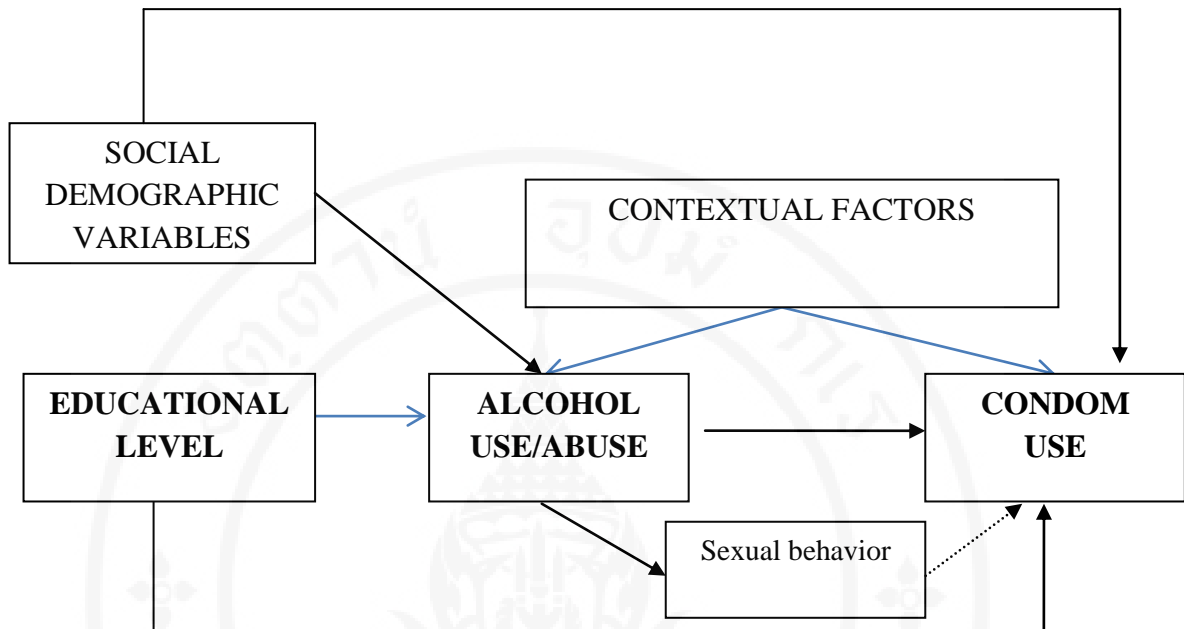 SOCIAL
DEMOGRAPHIC
VARIABLES
CONTEXTUAL FACTORS
EDUCATIONAL
LEVEL
ALCOHOL
USE/ABUSE
CONDOM
USE
Sexual behavior